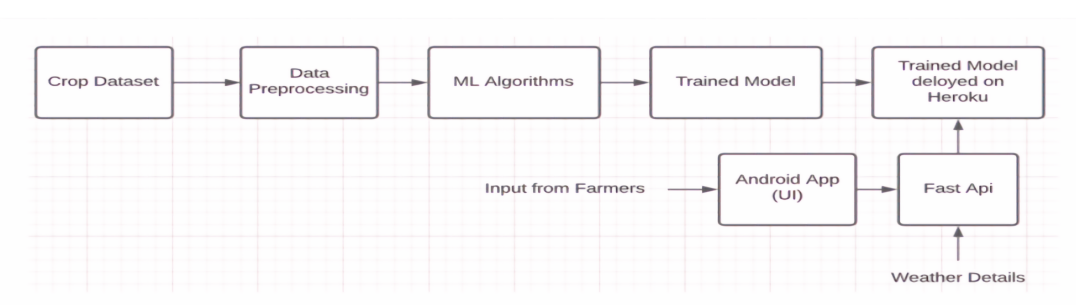 Crop Dataset
Data
Preprocessing
ML Algorithms
Trained Model
Trained Model
deloyed on
Heroku
Input from Farmers
Android App
(UI)
Fast Api
Weather Details